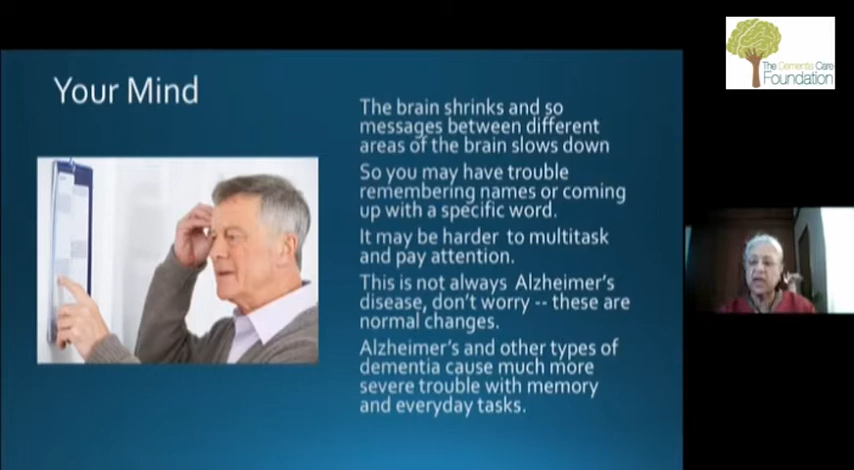 Your Mind
The brain shrinks and so
messages between different
areas of the brain slows down
So you may have trouble
remembering names or coming
up with a specific word.
It may be harder to multitask
and pay attention.
This is not always Alzheimer's
disease, don't worry -- these are
normal changes.
Alzheimer's and other types of
dementia cause much more
severe trouble with memory
and everyday tasks.
The Dementia Care
Foundation